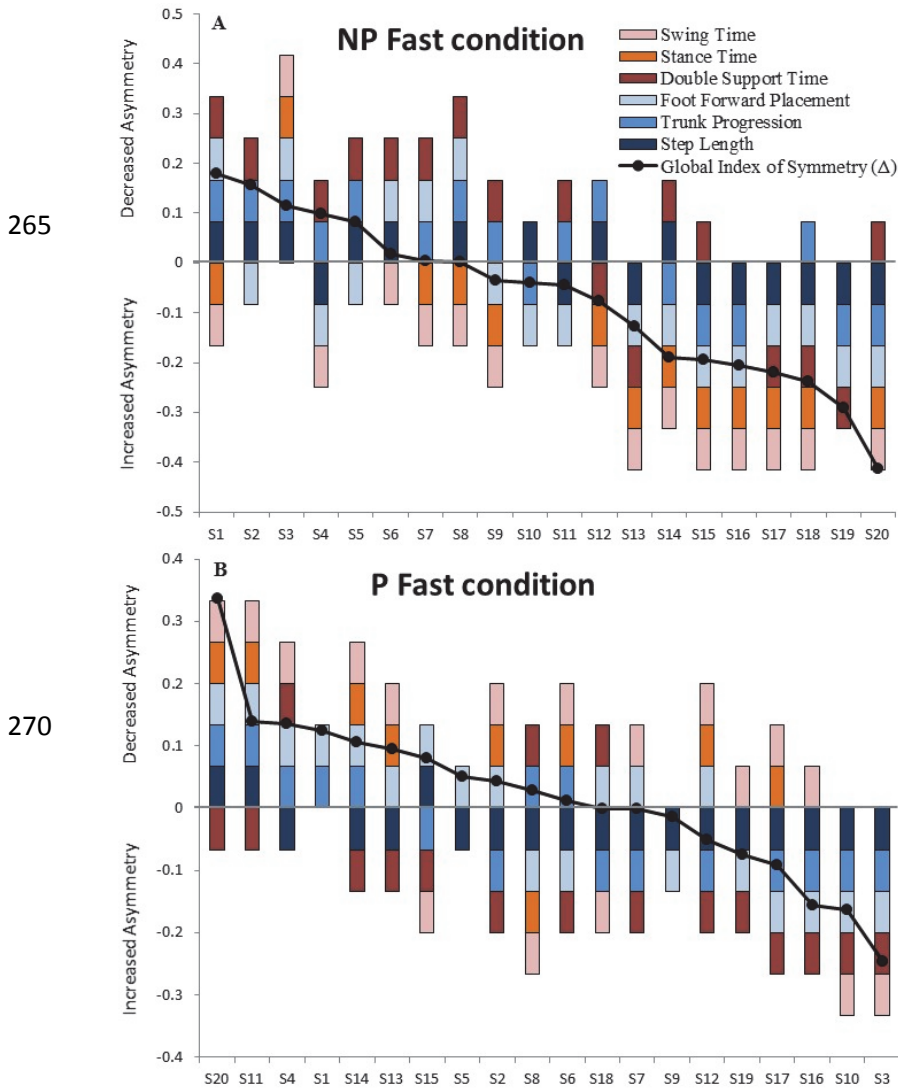 A
NP Fast condition
Swing Time
Stance Time
Double Support Time
Foot Forward Placement
Trunk Progression
Step Length
Global Index of Symmetry (Δ)
0.5
0.4
0.3
0.2
0.1
0
-0.1
-0.2
-0.3
-0.4
-0.5
Decreased Asymmetry
Increased Asymmetry
265
S1 S2 S3 S4 S5 S6 S7 S8 S9 S10 S11 S12 S13 S14 S15 S16 S17 S18 S19 S20
B
P Fast condition
0.4
0.3
0.2
0.1
0
-0.1
-0.2
-0.3
-0.4
Decreased Asymmetry
Increased Asymmetry
270
S20 S11 S4 S1 S14 S13 S15 S5 S2 S8 S6 S18 S7 S9 S12 S19 S17 S16 S10 S3